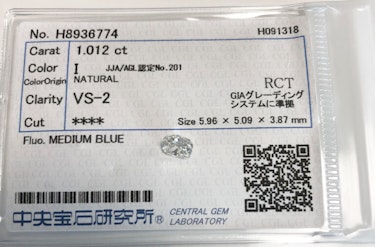 No. H8936774 H091318
Carat 1.012 ct
Color I JJA/AGL認定No.201
ColorOrigin NATURAL RCT
Clarity VS-2 GIAグレーディング
システムに準拠
Cut ****
Size 5.96 × 5.09 × 3.87 mm
Fluo. MEDIUM BLUE
中央宝石研究所® CENTRAL GEM
LABORATORY